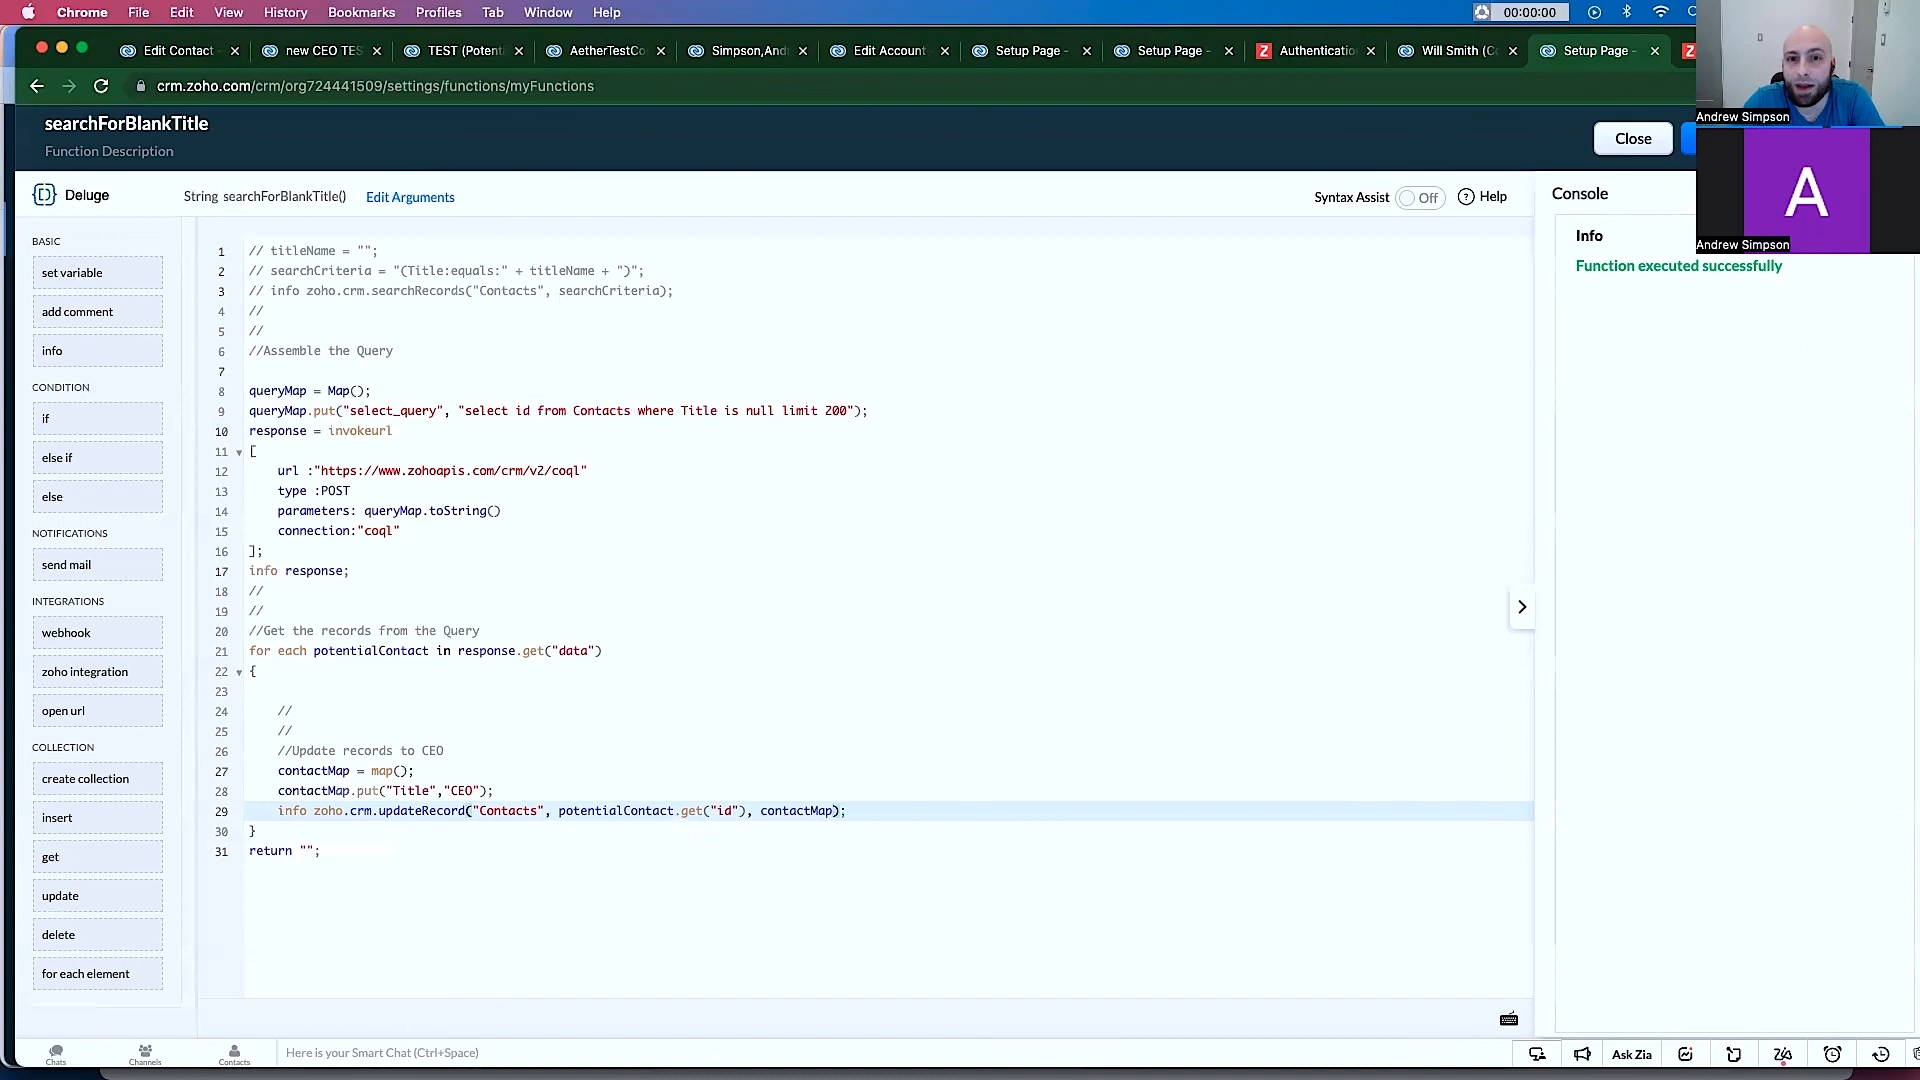 Chrome File Edit View History Bookmarks Profiles Tab Window Help 00:00:00
Edit Contact - new CEO TES TEST (Potent AetherTestCo Simpson,And Edit Account Setup Page - Setup Page - Authenticatio Will Smith (C Setup Page -
crm.zoho.com/crm/org724441509/settings/functions/myFunctions
Andrew Simpson
searchForBlankTitle
Function Description
Close
A
Andrew Simpson
Deluge
String searchForBlankTitle()
Edit Arguments
Syntax Assist Off
Help
Console
Info
Function executed successfully
BASIC
set variable
add comment
info
CONDITION
if
else if
else
NOTIFICATIONS
send mail
INTEGRATIONS
webhook
zoho integration
open url
COLLECTION
create collection
insert
get
update
delete
for each element
1 // titleName = "";
2 // searchCriteria = "(Title:equals:" + titleName + ")";
3 // info zoho.crm.searchRecords("Contacts", searchCriteria);
4 //
5 //
6 //Assemble the Query
7
8 queryMap = Map();
9 queryMap.put("select_query", "select id from Contacts where Title is null limit 200");
10 response = invokeurl
11 [
12 url :"https://www.zohoapis.com/crm/v2/coql"
13 type :POST
14 parameters: queryMap.toString()
15 connection:"coql"
16 ];
17 info response;
18 //
19 //
20 //Get the records from the Query
21 for each potentialContact in response.get("data")
22 {
23
24 //
25 //
26 //Update records to CEO
27 contactMap = map();
28 contactMap.put("Title","CEO");
29 info zoho.crm.updateRecord("Contacts", potentialContact.get("id"), contactMap);
30 }
31 return "";
Chats
Channels
Contacts
Here is your Smart Chat (Ctrl+Space)
Ask Zia